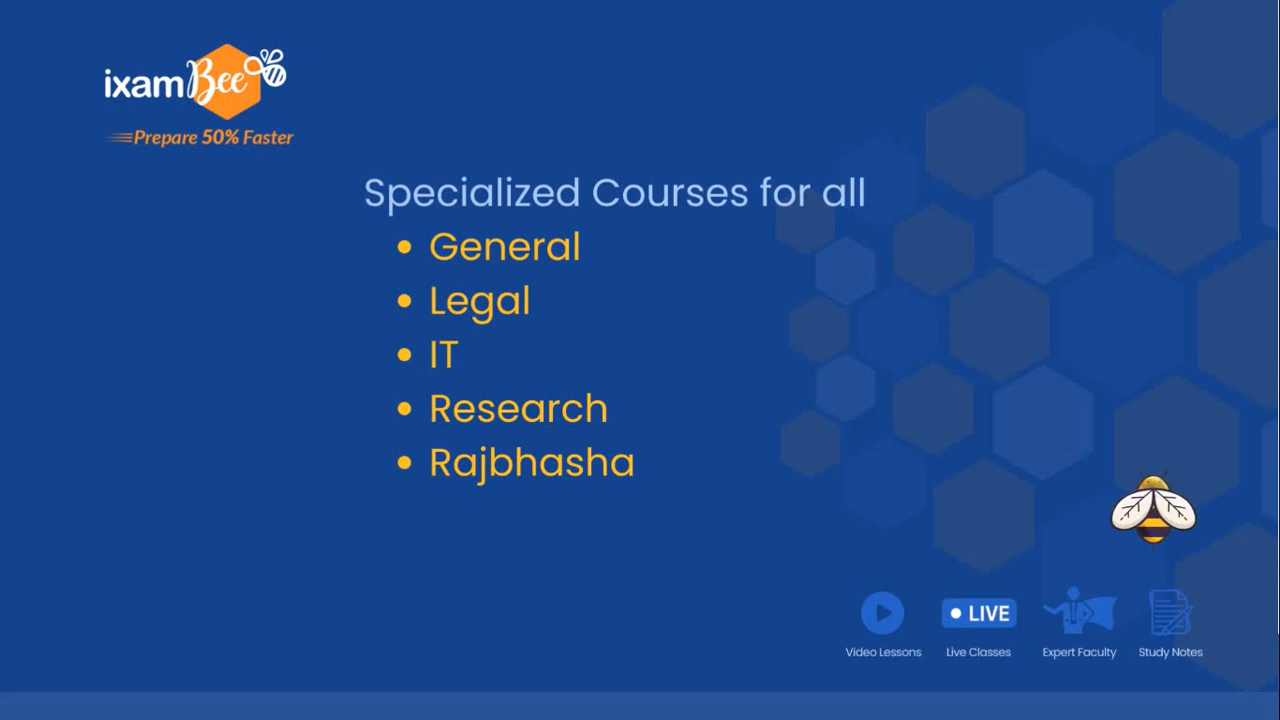 ixamBee
Prepare 50% Faster
Specialized Courses for all
• General
• Legal
• IT
• Research
• Rajbhasha
LIVE
Video Lessons
Live Classes
Expert Faculty
Study Notes